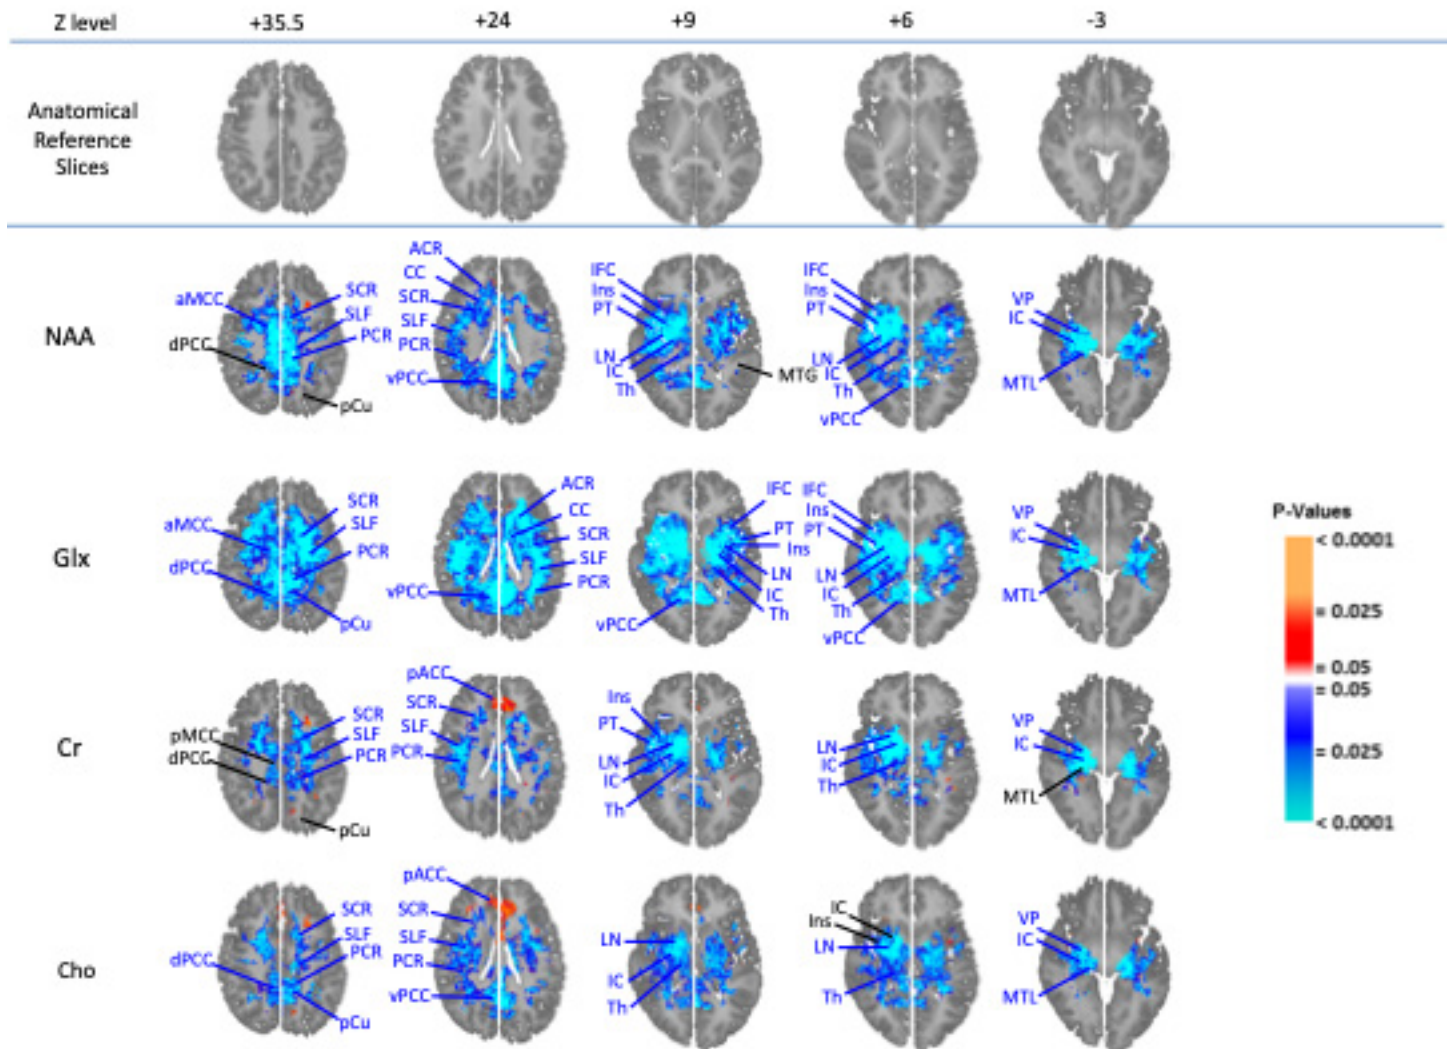 Z level +35.5 +24 +9 +6 -3
Anatomical
Reference
Slices
NAA
aMCC
dPCC
SCR
SLF
PCR
pCu
ACR
CC
SCR
SLF
PCR
vPCC
IFC
Ins
PT
LN
IC
Th
MTG
IFC
Ins
PT
LN
IC
Th
vPCC
VP
IC
MTL
Glx
aMCC
dPCC
SCR
SLF
PCR
pCu
ACR
CC
SCR
SLF
PCR
vPCC
IFC
PT
Ins
LN
IC
Th
vPCC
IFC
Ins
PT
LN
IC
Th
vPCC
VP
IC
MTL
Cr
pMCC
dPCC
SCR
SLF
PCR
pCu
pACC
SCR
SLF
PCR
Ins
PT
LN
IC
Th
LN
IC
Th
VP
IC
MTL
Cho
dPCC
SCR
SLF
PCR
pCu
pACC
SCR
SLF
PCR
vPCC
LN
IC
Th
IC
Ins
LN
Th
VP
IC
MTL
P-Values
< 0.0001
= 0.025
= 0.05
= 0.05
= 0.025
< 0.0001